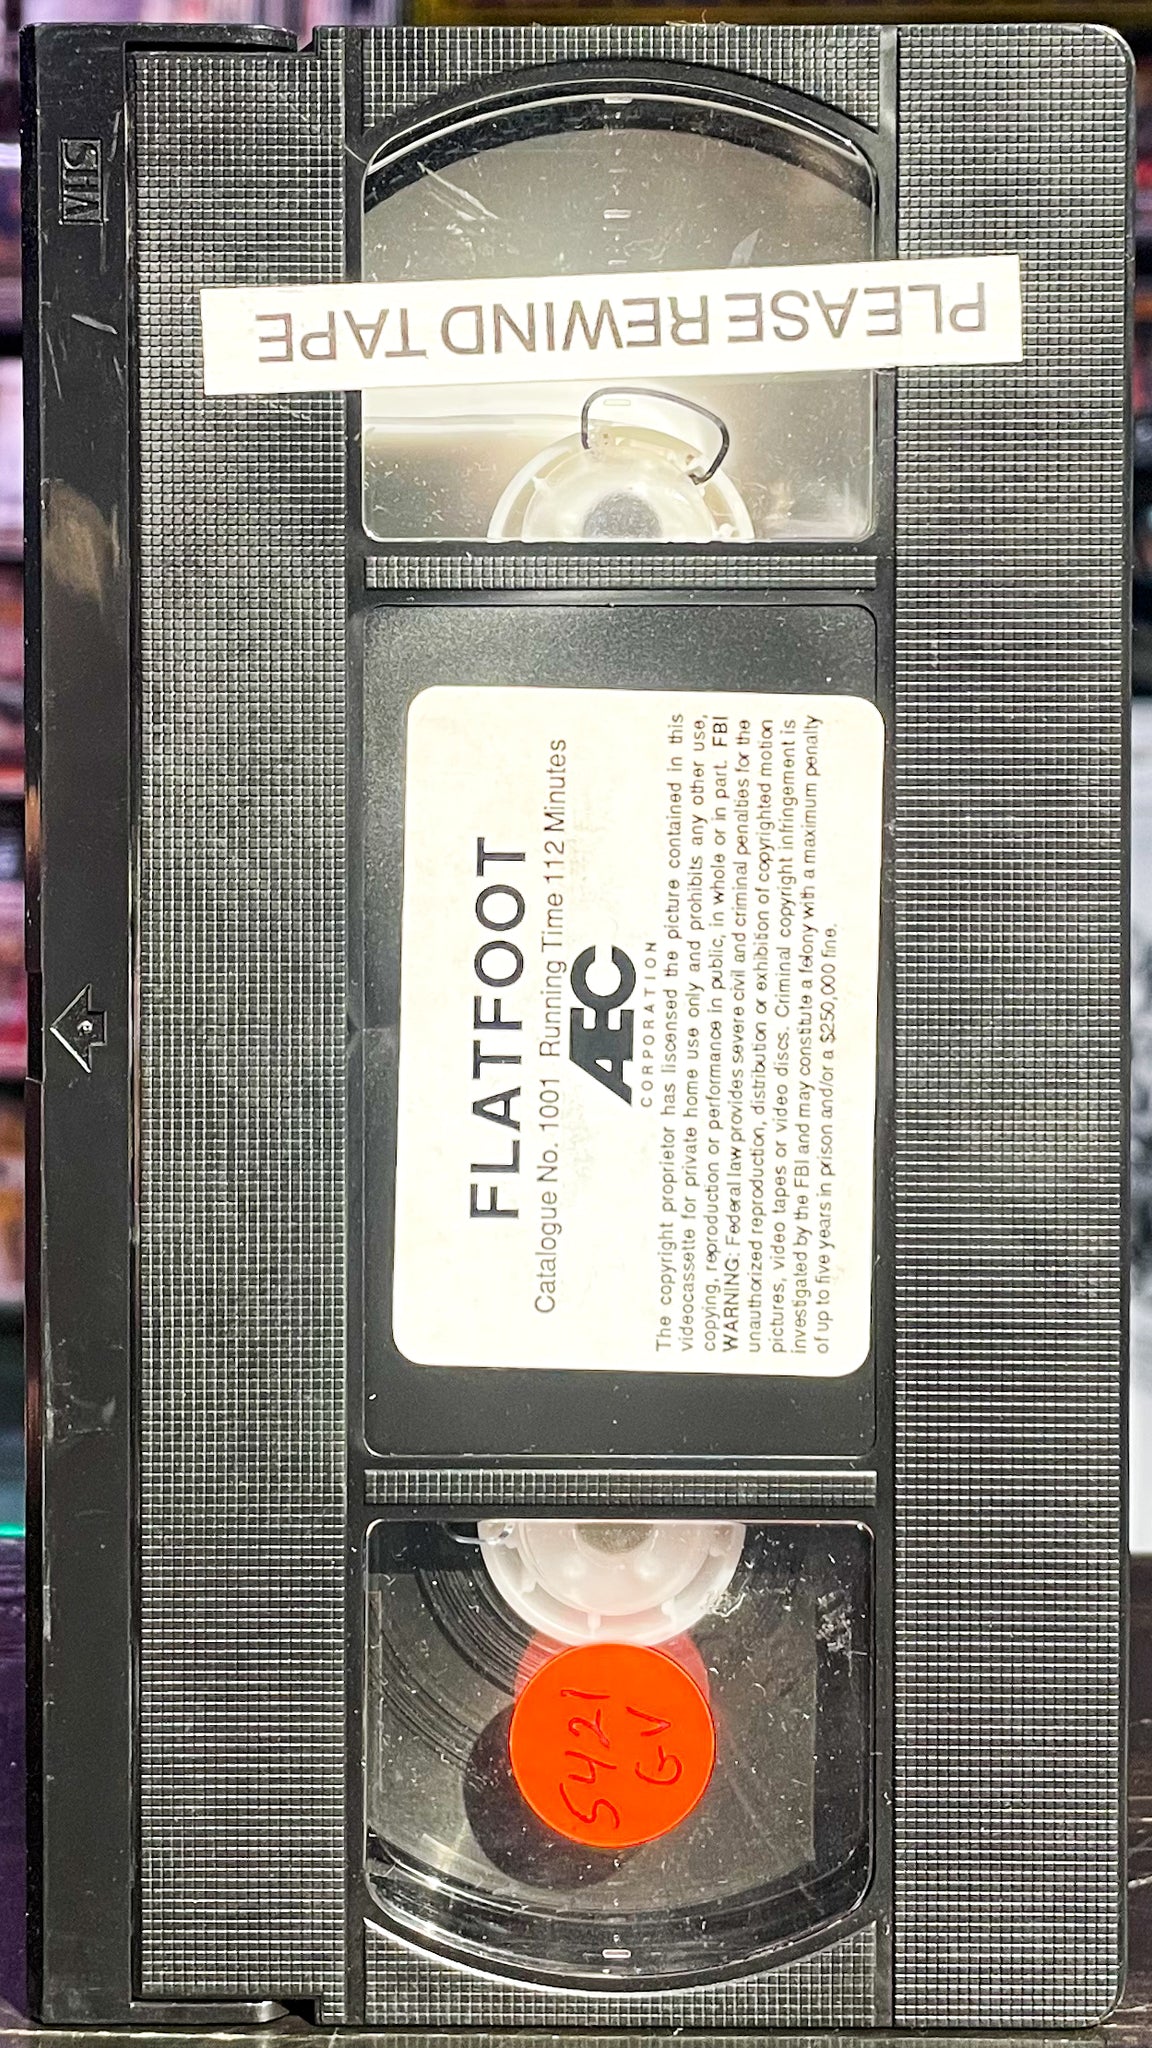 VHS
PLEASE REWIND TAPE
FLATFOOT
Catalogue No. 1001 Running Time 112 Minutes
AEC
CORPORATION
The copyright proprietor has liscensed the picture contained in this
videocassette for private home use only and prohibits any other use,
copying, reproduction or performance in public, in whole or in part. FBI
WARNING: Federal law provides severe civil and criminal penalties for the
unauthorized reproduction, distribution or exhibition of copyrighted motion
pictures, video tapes or video discs. Criminal copyright infringement is
investigated by the FBI and may constitute a felony with a maximum penalty
of up to five years in prison and/or a $250,000 fine.
5421
GV